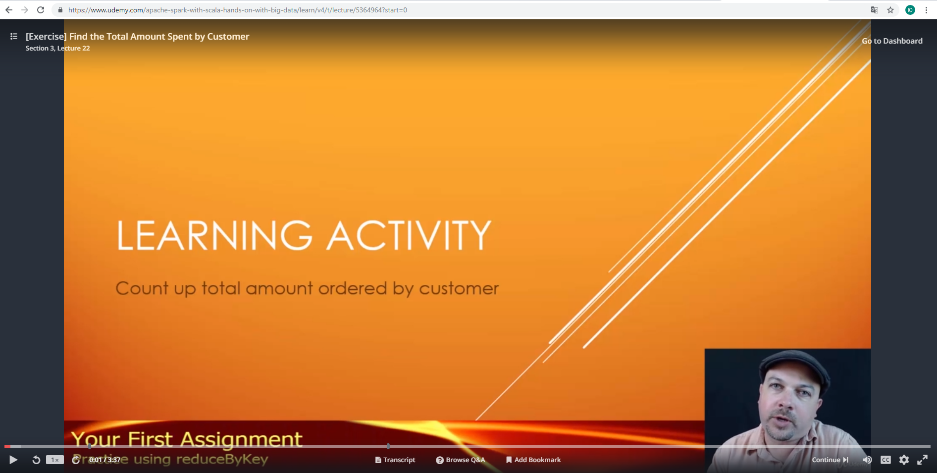 https://www.udemy.com/apache-spark-with-scala-hands-on-with-big-data/learn/v4/t/lecture/5364964?start=0
[Exercise] Find the Total Amount Spent by Customer
Section 3, Lecture 22
Go to Dashboard
LEARNING ACTIVITY
Count up total amount ordered by customer
Your First Assignment
Practice using reduceByKey
1x
0:01 / 3:37
Transcript
Browse Q&A
Add Bookmark
Continue
CC